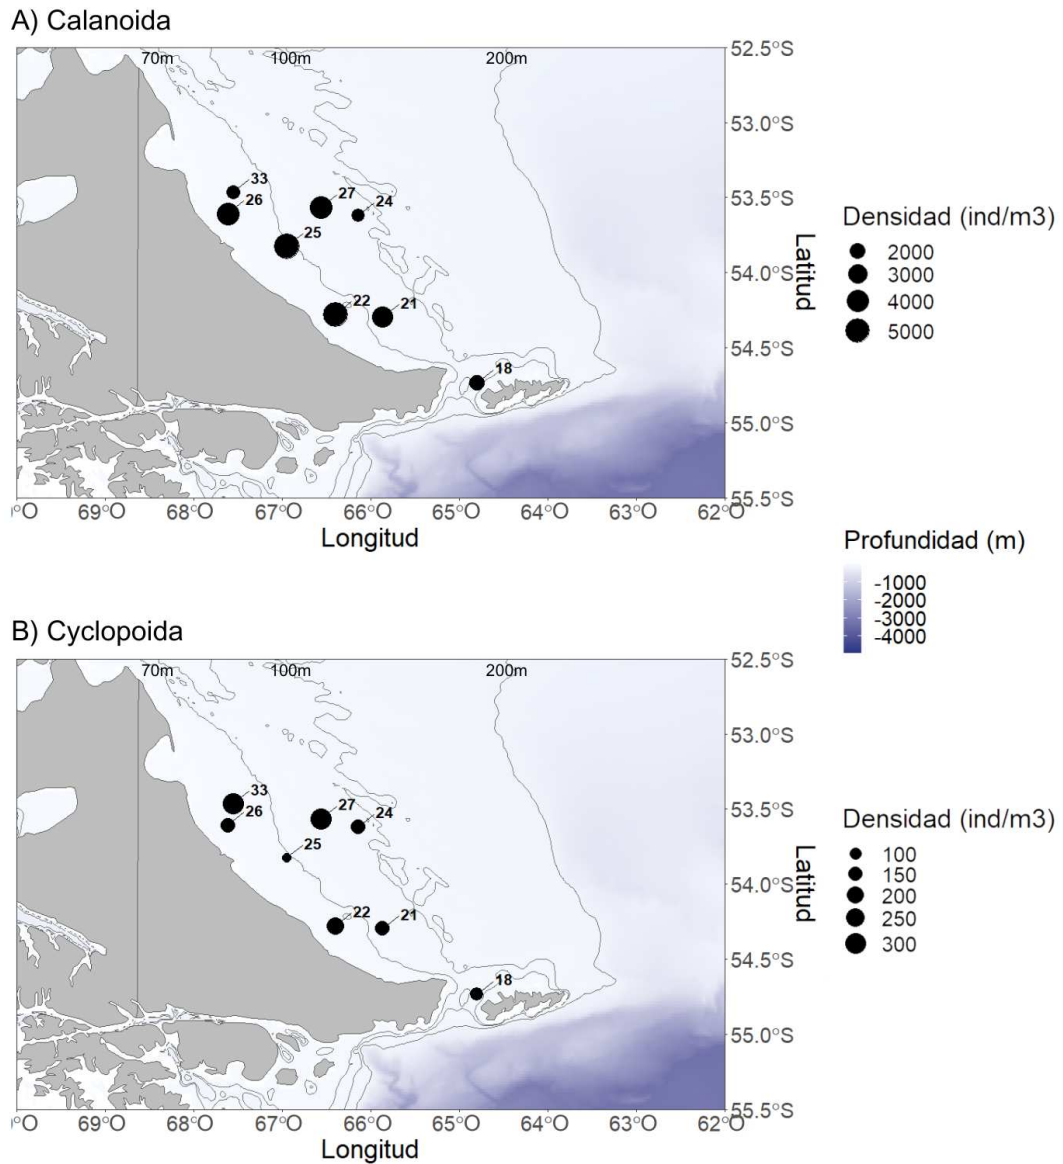 A) Calanoida
70m 100m 200m
52.5°S
53.0°S
53.5°S
54.0°S
54.5°S
55.0°S
55.5°S
33
26
27
24
25
22
21
18
Latitud
69°O 68°O 67°O 66°O 65°O 64°O 63°O 62°O
Longitud
Densidad (ind/m3)
2000
3000
4000
5000
Profundidad (m)
-1000
-2000
-3000
-4000
B) Cyclopoida
70m 100m 200m
52.5°S
53.0°S
53.5°S
54.0°S
54.5°S
55.0°S
55.5°S
33
26
27
24
25
22
21
18
Latitud
69°O 68°O 67°O 66°O 65°O 64°O 63°O 62°O
Longitud
Densidad (ind/m3)
100
150
200
250
300